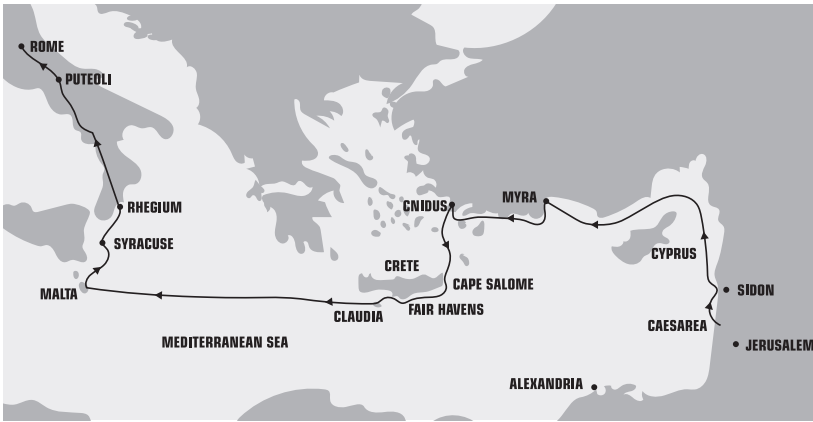 ROME
PUTEOLI
RHEGIUM
SYRACUSE
MALTA
CNIDUS
MYRA
CRETE
CAPE SALOME
CYPRUS
SIDON
CLAUDIA
FAIR HAVENS
CAESAREA
MEDITERRANEAN SEA
JERUSALEM
ALEXANDRIA